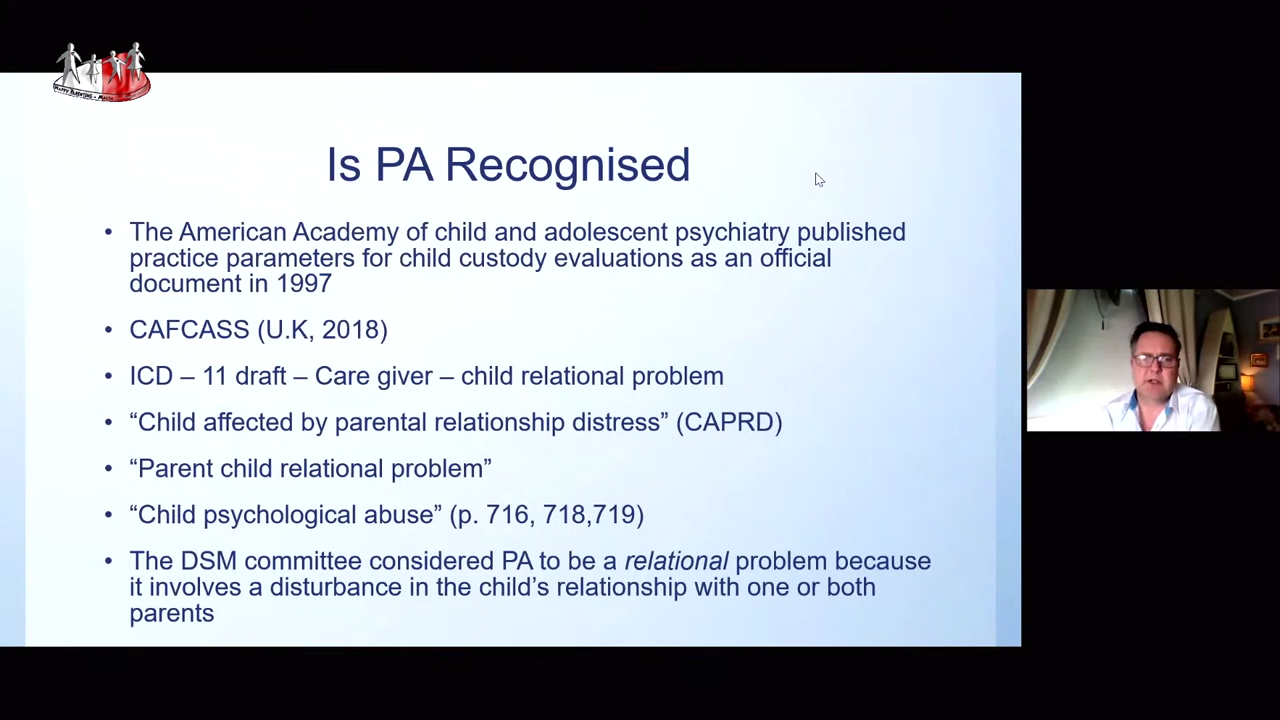 HAPPY PARENTING - MALTA
Is PA Recognised
• The American Academy of child and adolescent psychiatry published
practice parameters for child custody evaluations as an official
document in 1997
• CAFCASS (U.K, 2018)
• ICD – 11 draft – Care giver – child relational problem
• “Child affected by parental relationship distress” (CAPRD)
• “Parent child relational problem”
• “Child psychological abuse” (p. 716, 718,719)
• The DSM committee considered PA to be a relational problem because
it involves a disturbance in the child’s relationship with one or both
parents